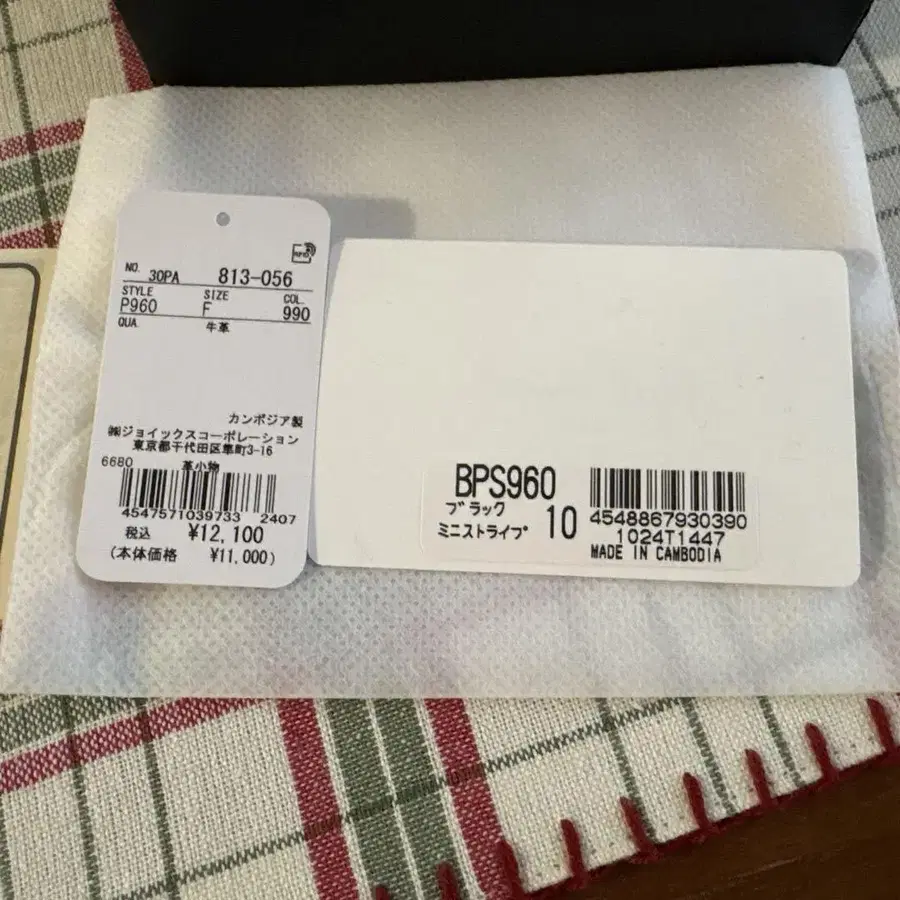 RFID
NO. 30PA 813-056
STYLE SIZE COL.
P960 F 990
QUA. 牛革
カンボジア製
㈱ジョイックスコーポレーション
東京都千代田区隼町3-16
6680 革小物
4547571039733 2407
税込 ¥12,100
(本体価格 ¥11,000)
BPS960
ブラック
ミニストライプ 10
4548867930390
1024T1447
MADE IN CAMBODIA